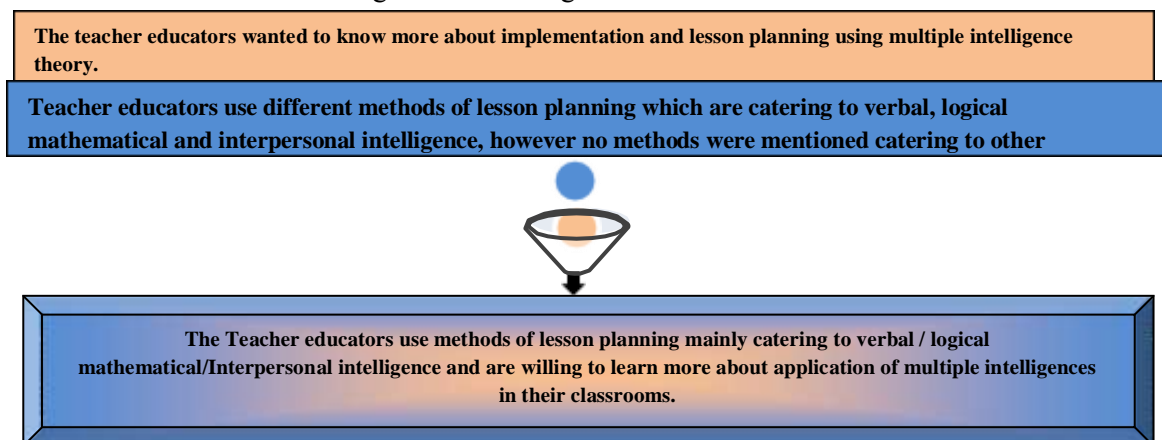 The teacher educators wanted to know more about implementation and lesson planning using multiple intelligence
theory.
Teacher educators use different methods of lesson planning which are catering to verbal, logical
mathematical and interpersonal intelligence, however no methods were mentioned catering to other
The Teacher educators use methods of lesson planning mainly catering to verbal / logical
mathematical/Interpersonal intelligence and are willing to learn more about application of multiple intelligences
in their classrooms.